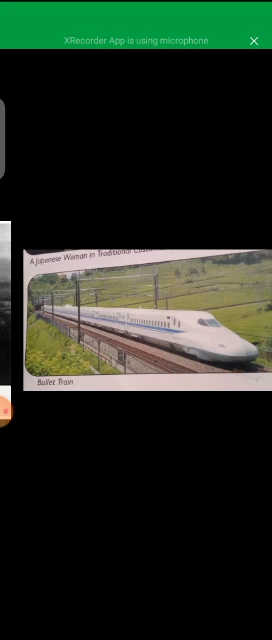 XRecorder App is using microphone
A Japanese Woman in Traditional
Bullet Train